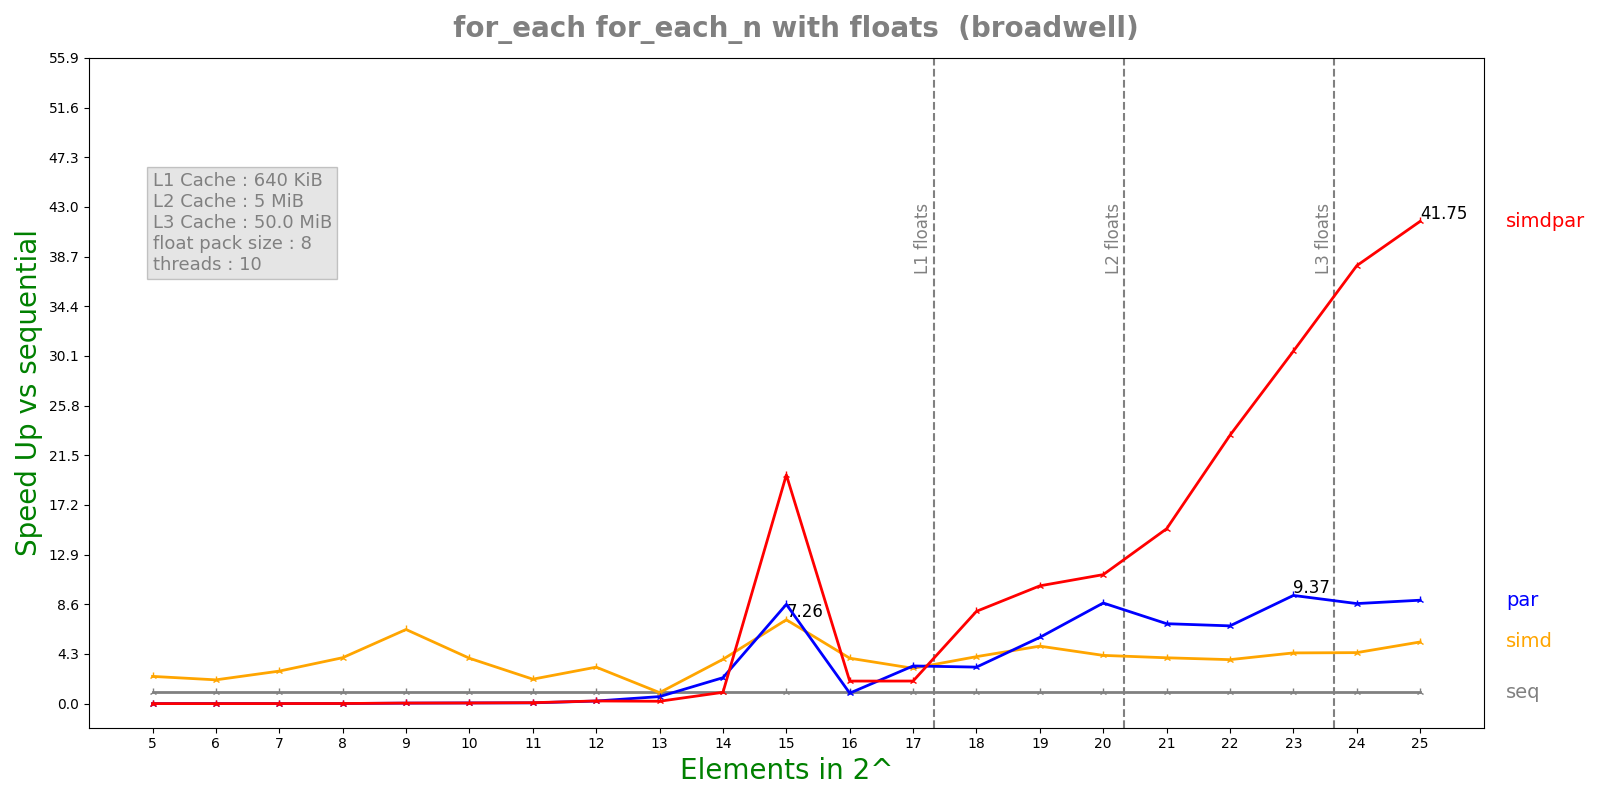 for_each for_each_n with floats  (broadwell)
Speed Up vs sequential
55.9
51.6
47.3
43.0
38.7
34.4
30.1
25.8
21.5
17.2
12.9
8.6
4.3
0.0
L1 Cache : 640 KiB
L2 Cache : 5 MiB
L3 Cache : 50.0 MiB
float pack size : 8
threads : 10
L1 floats
L2 floats
L3 floats
41.75
9.37
7.26
simdpar
par
simd
seq
5 6 7 8 9 10 11 12 13 14 15 16 17 18 19 20 21 22 23 24 25
Elements in 2^